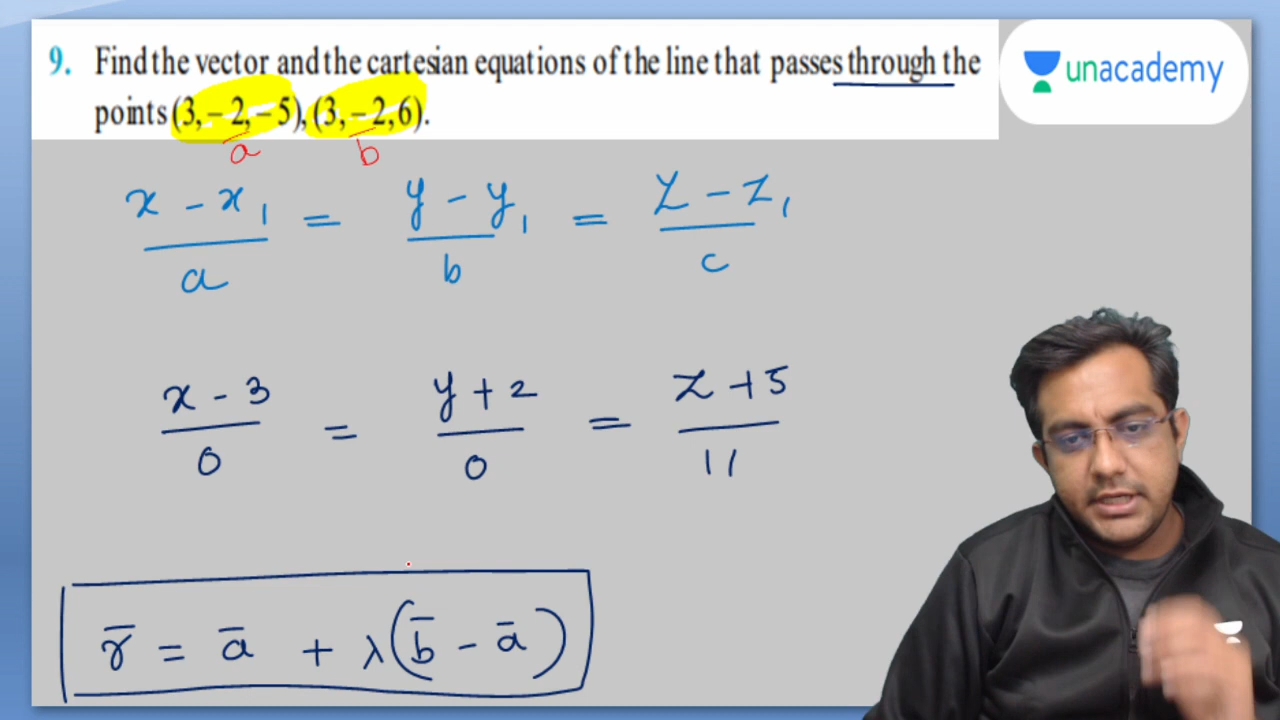 9. Find the vector and the cartesian equations of the line that passes through the
points (3, – 2, – 5), (3, – 2, 6).
unacademy
a̅ b̅
x - x₁ / a = y - y₁ / b = z - z₁ / c
x - 3 / 0 = y + 2 / 0 = z + 5 / 11
r̅ = a̅ + λ(b̅ - a̅)